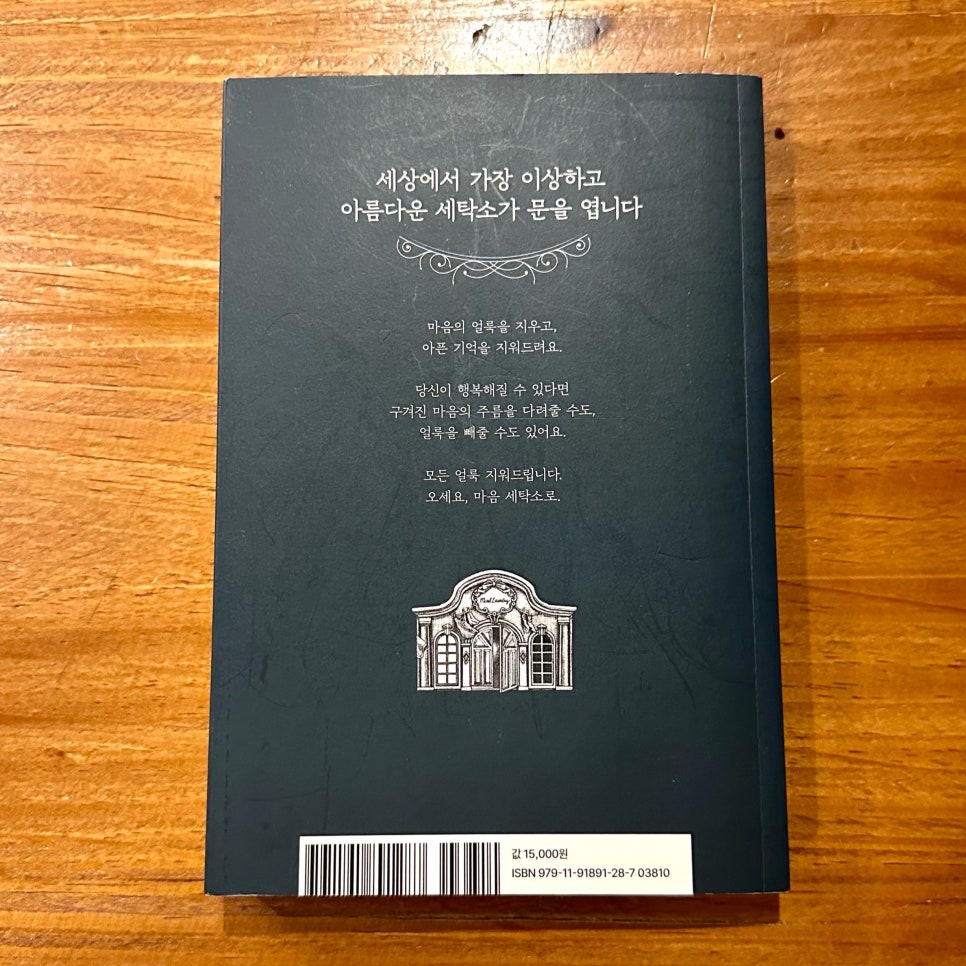 세상에서 가장 이상하고
아름다운 세탁소가 문을 엽니다
마음의 얼룩을 지우고,
아픈 기억을 지워드려요.
당신이 행복해질 수 있다면
구겨진 마음의 주름을 다려줄 수도,
얼룩을 빼줄 수도 있어요.
모든 얼룩 지워드립니다.
오세요, 마음 세탁소로.
Mind Laundry
값 15,000원
ISBN 979-11-91891-28-7 03810